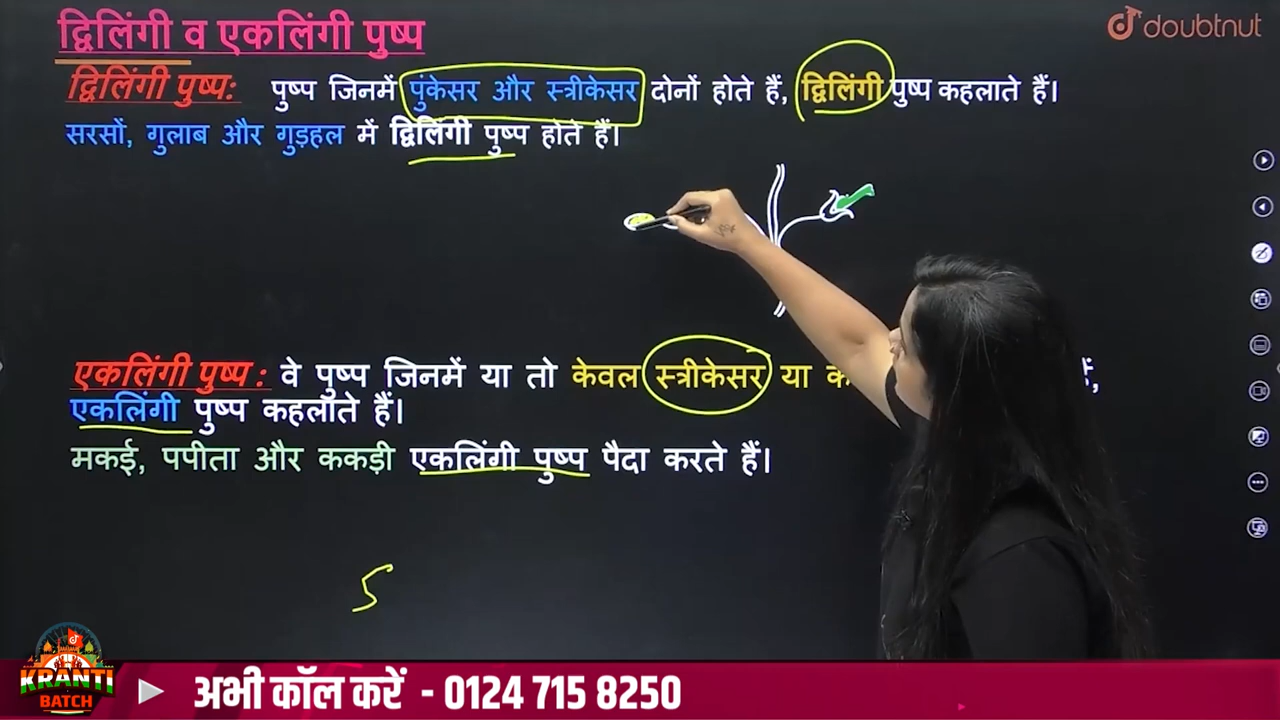 द्विलिंगी व एकलिंगी पुष्प
doubtnut
द्विलिंगी पुष्प: पुष्प जिनमें पुंकेसर और स्त्रीकेसर दोनों होते हैं, द्विलिंगी पुष्प कहलाते हैं।
सरसों, गुलाब और गुड़हल में द्विलिंगी पुष्प होते हैं।
एकलिंगी पुष्प : वे पुष्प जिनमें या तो केवल स्त्रीकेसर या
एकलिंगी पुष्प कहलाते हैं।
मकई, पपीता और ककड़ी एकलिंगी पुष्प पैदा करते हैं।
5
KRANTI
BATCH
अभी कॉल करें - 0124 715 8250